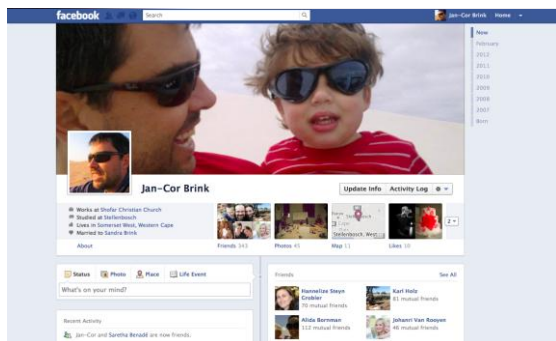 facebook
Search
Jan-Cor Brink Home
Now
February
2012
2011
2010
2009
2008
2007
Born
Jan-Cor Brink
Update Info
Activity Log
Works at Shofar Christian Church
Studied at Stellenbosch
Lives in Somerset West, Western Cape
Married to Sandra Brink
About
Friends 343
Photos 45
Stellenbosch, West
Map 11
Likes 10
2
Status
Photo
Place
Life Event
What's on your mind?
Recent Activity
Jan-Cor and Saretha Benadé are now friends.
Friends
See All
Hannelize Steyn
Grobler
70 mutual friends
Karl Holz
81 mutual friends
Alida Bornman
112 mutual friends
Johanri Van Rooyen
46 mutual friends